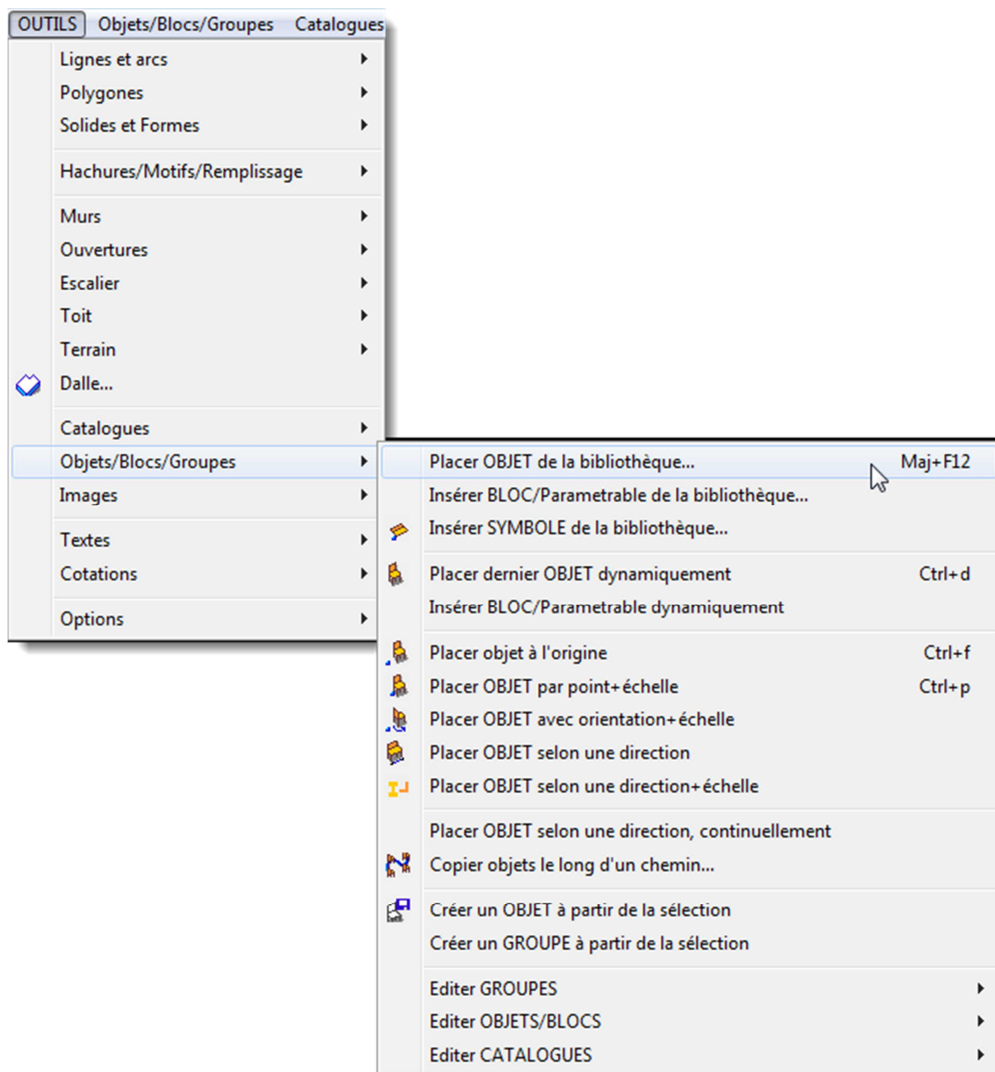 OUTILS Objets/Blocs/Groupes Catalogues
Lignes et arcs
Polygones
Solides et Formes
Hachures/Motifs/Remplissage
Murs
Ouvertures
Escalier
Toit
Terrain
Dalle...
Catalogues
Objets/Blocs/Groupes
Images
Textes
Cotations
Options
Placer OBJET de la bibliothèque... Maj+F12
Insérer BLOC/Parametrable de la bibliothèque...
Insérer SYMBOLE de la bibliothèque...
Placer dernier OBJET dynamiquement Ctrl+d
Insérer BLOC/Parametrable dynamiquement
Placer objet à l'origine Ctrl+f
Placer OBJET par point+échelle Ctrl+p
Placer OBJET avec orientation+échelle
Placer OBJET selon une direction
Placer OBJET selon une direction+échelle
Placer OBJET selon une direction, continuellement
Copier objets le long d'un chemin...
Créer un OBJET à partir de la sélection
Créer un GROUPE à partir de la sélection
Editer GROUPES
Editer OBJETS/BLOCS
Editer CATALOGUES